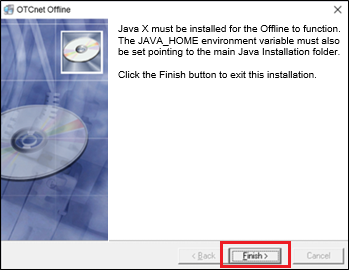 OTCnet Offline
Java X must be installed for the Offline to function.
The JAVA_HOME environment variable must also
be set pointing to the main Java Installation folder.
Click the Finish button to exit this installation.
< Back
Finish >
Cancel